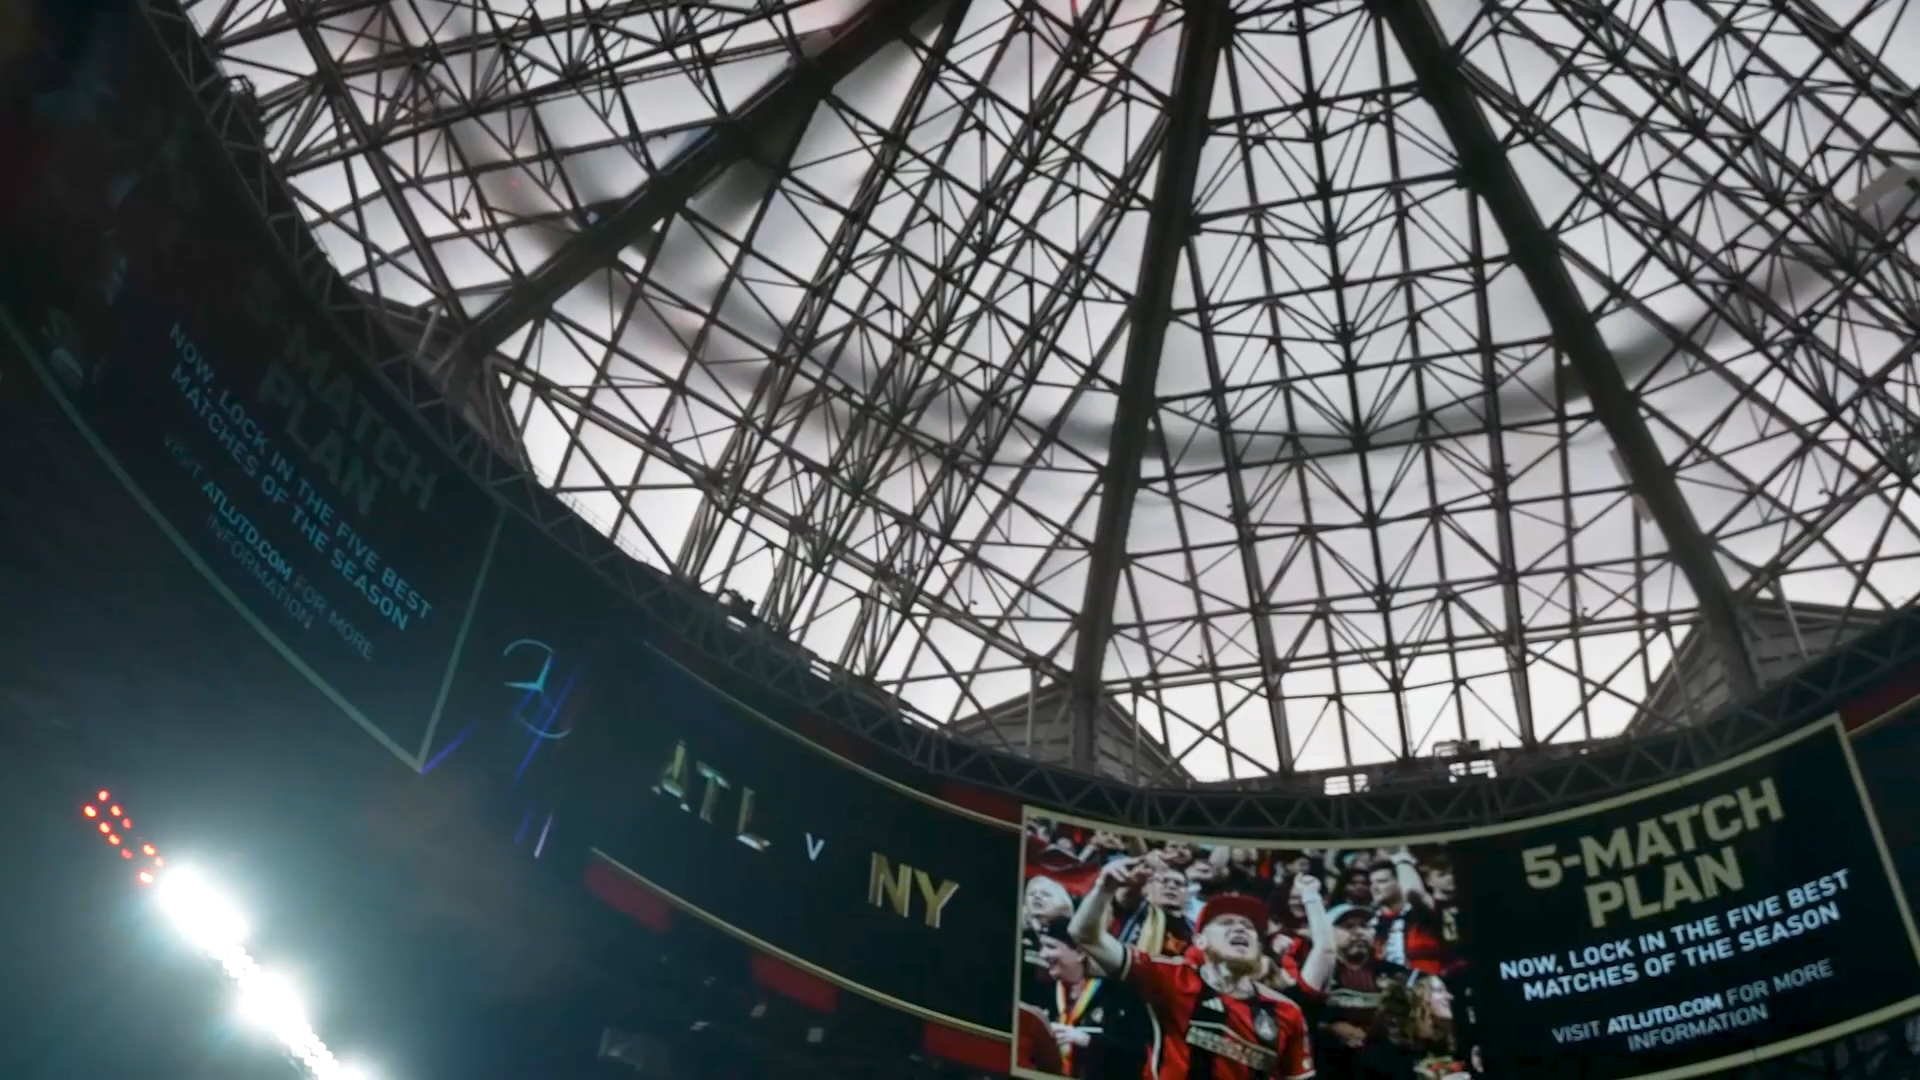 5-MATCH
PLAN
NOW, LOCK IN THE FIVE BEST
MATCHES OF THE SEASON
VISIT ATLUTD.COM FOR MORE
INFORMATION
ATL v NY
5-MATCH
PLAN
NOW, LOCK IN THE FIVE BEST
MATCHES OF THE SEASON
VISIT ATLUTD.COM FOR MORE
INFORMATION